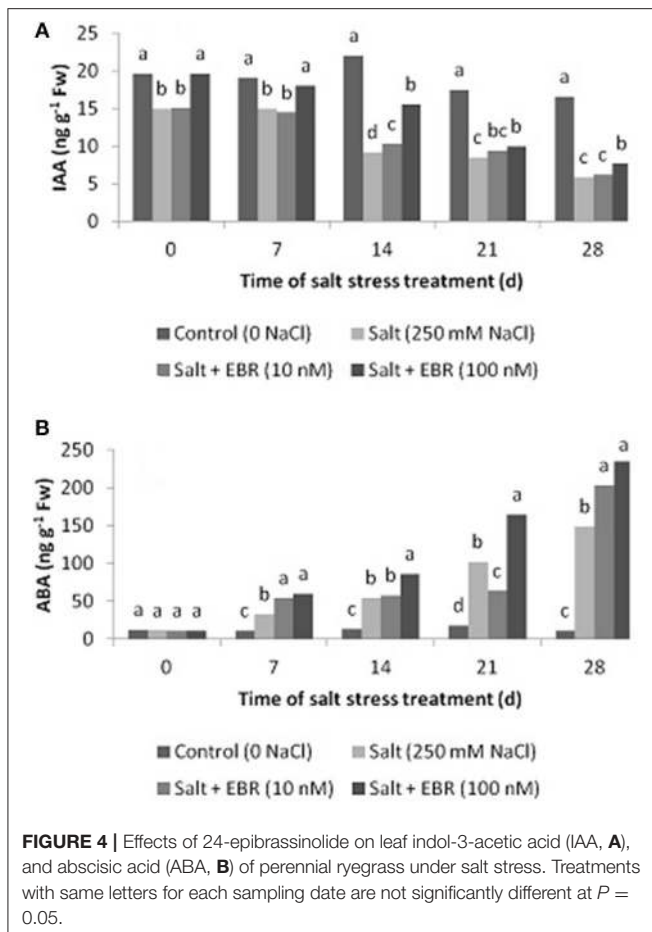 A
a a a a a
a b b a
b b b
d c
c bc b
c c b
25
20
15
10
5
0
IAA (ng g⁻¹ Fw)
0 7 14 21 28
Time of salt stress treatment (d)
Control (0 NaCl) Salt (250 mM NaCl)
Salt + EBR (10 nM) Salt + EBR (100 nM)
B
250
200
150
100
50
0
ABA (ng g⁻¹ Fw)
a a a a c b a a c b b a d b c a c b a a
0 7 14 21 28
Time of salt stress treatment (d)
Control (0 NaCl) Salt (250 mM NaCl)
Salt + EBR (10 nM) Salt + EBR (100 nM)
FIGURE 4 | Effects of 24-epibrassinolide on leaf indol-3-acetic acid (IAA, A),
and abscisic acid (ABA, B) of perennial ryegrass under salt stress. Treatments
with same letters for each sampling date are not significantly different at P =
0.05.